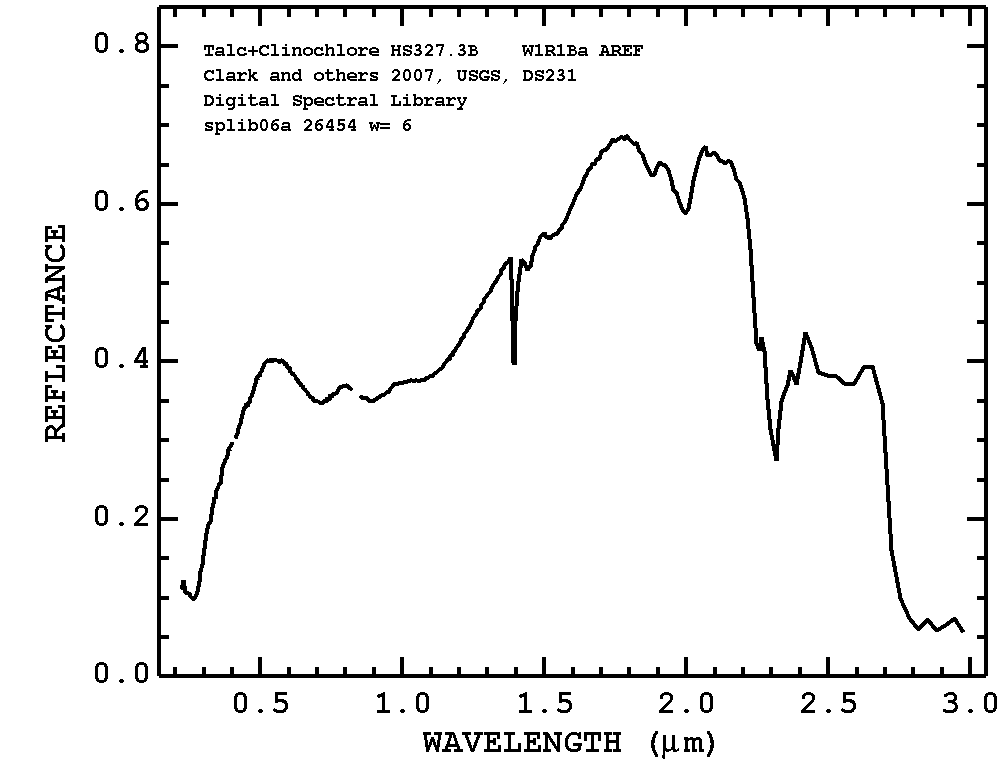 Talc+Clinochlore HS327.3B W1R1Ba AREF
Clark and others 2007, USGS, DS231
Digital Spectral Library
splib06a 26454 w= 6
0.8
0.6
0.4
0.2
0.0
REFLECTANCE
0.5 1.0 1.5 2.0 2.5 3.0
WAVELENGTH (μm)